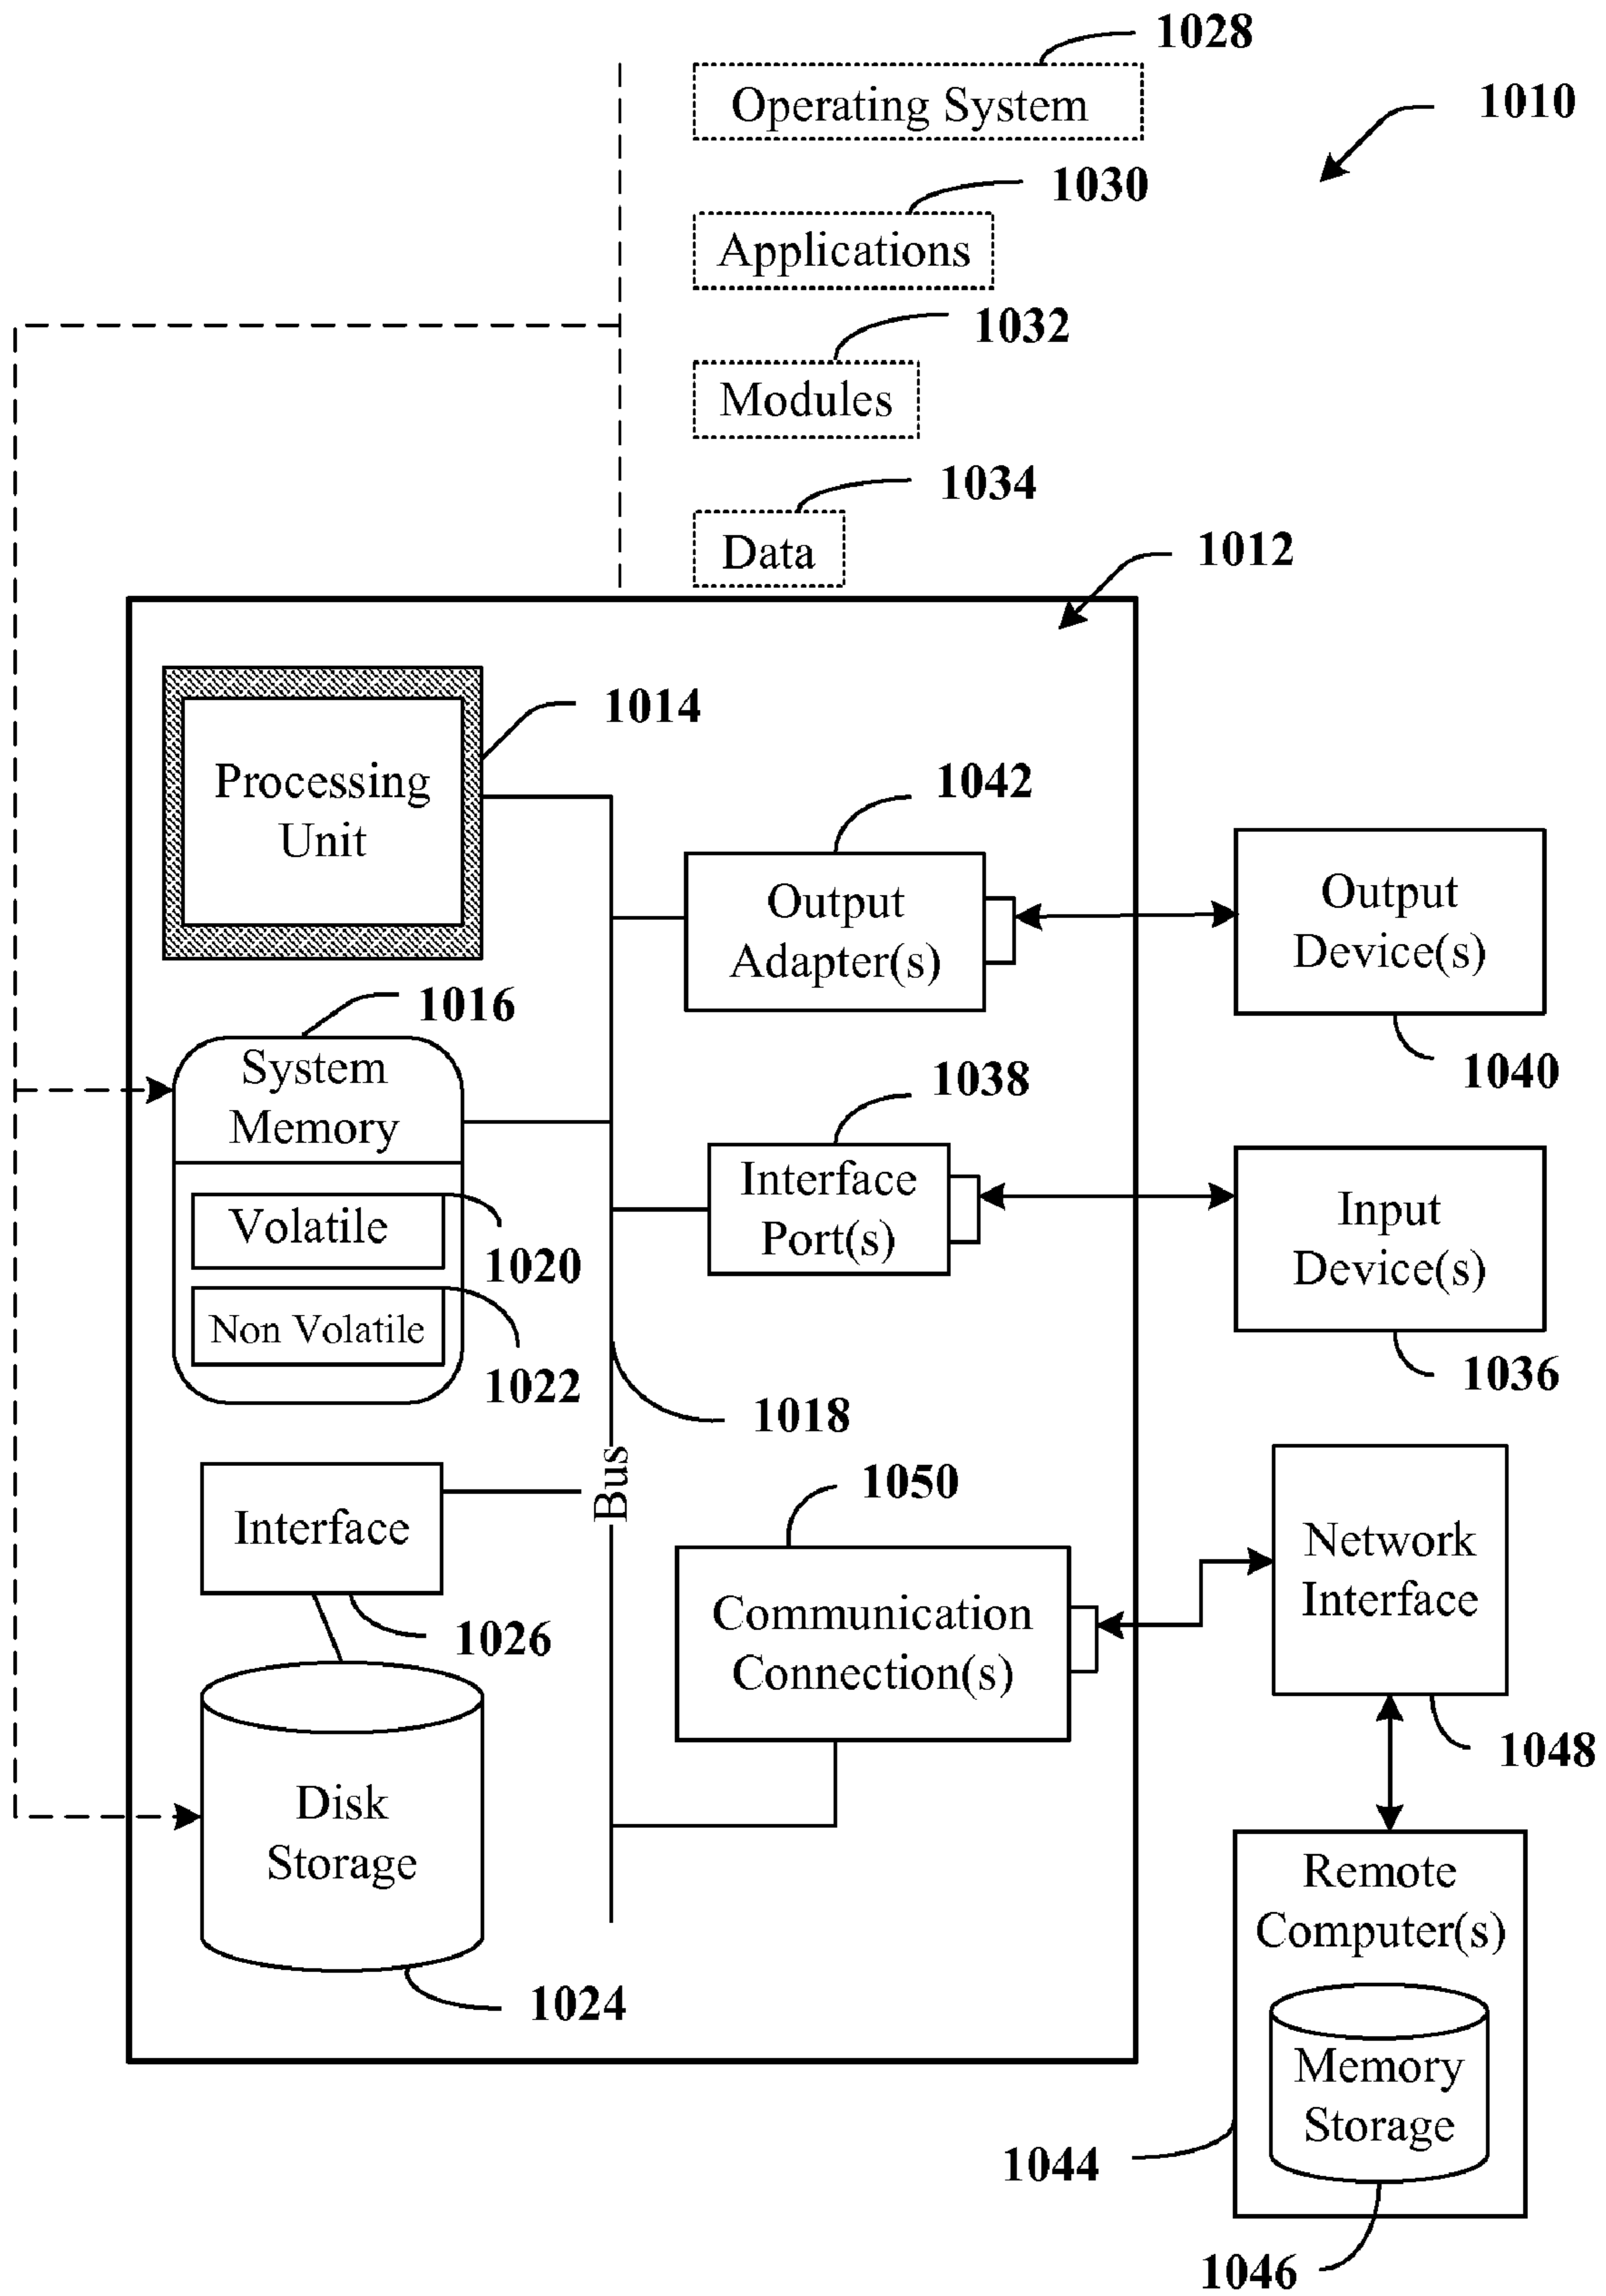 1028
Operating System
1010
1030
Applications
1032
Modules
1034
Data
1012
1014
Processing
Unit
1042
Output
Adapter(s)
Output
Device(s)
1040
1016
System
Memory
1038
Interface
Port(s)
Input
Device(s)
1036
Volatile
1020
Non Volatile
1022
1018
Bus
1050
Interface
1026
Communication
Connection(s)
Network
Interface
1048
Disk
Storage
1024
Remote
Computer(s)
Memory
Storage
1044
1046